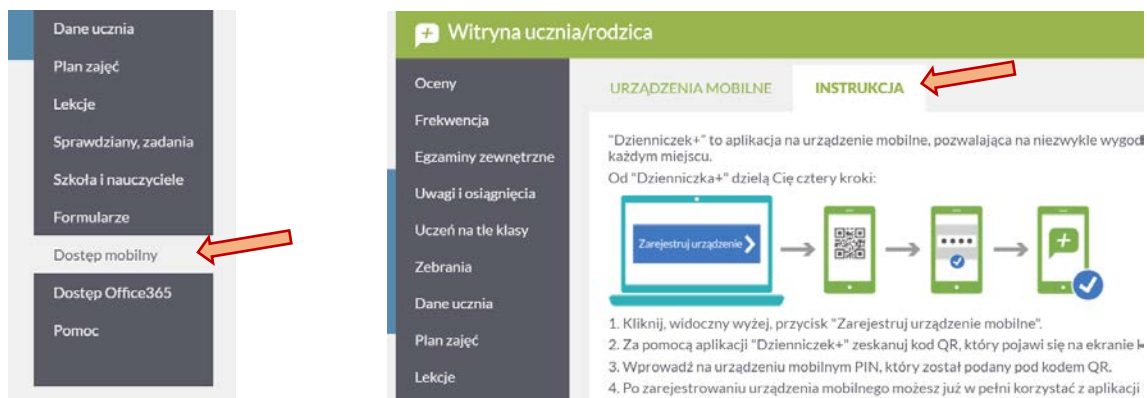 Dane ucznia
Plan zajęć
Lekcje
Sprawdziany, zadania
Szkoła i nauczyciele
Formularze
Dostęp mobilny
Dostęp Office365
Pomoc
Witryna ucznia/rodzica
Oceny
Frekwencja
Egzaminy zewnętrzne
Uwagi i osiągnięcia
Uczeń na tle klasy
Zebrania
Dane ucznia
Plan zajęć
Lekcje
URZĄDZENIA MOBILNE INSTRUKCJA
"Dzienniczek+" to aplikacja na urządzenie mobilne, pozwalająca na niezwykle wygod
każdym miejscu.
Od "Dzienniczka+" dzielą Cię cztery kroki:
Zarejestruj urządzenie
1. Kliknij, widoczny wyżej, przycisk "Zarejestruj urządzenie mobilne".
2. Za pomocą aplikacji "Dzienniczek+" zeskanuj kod QR, który pojawi się na ekranie
3. Wprowadź na urządzeniu mobilnym PIN, który został podany pod kodem QR.
4. Po zarejestrowaniu urządzenia mobilnego możesz już w pełni korzystać z aplikacji